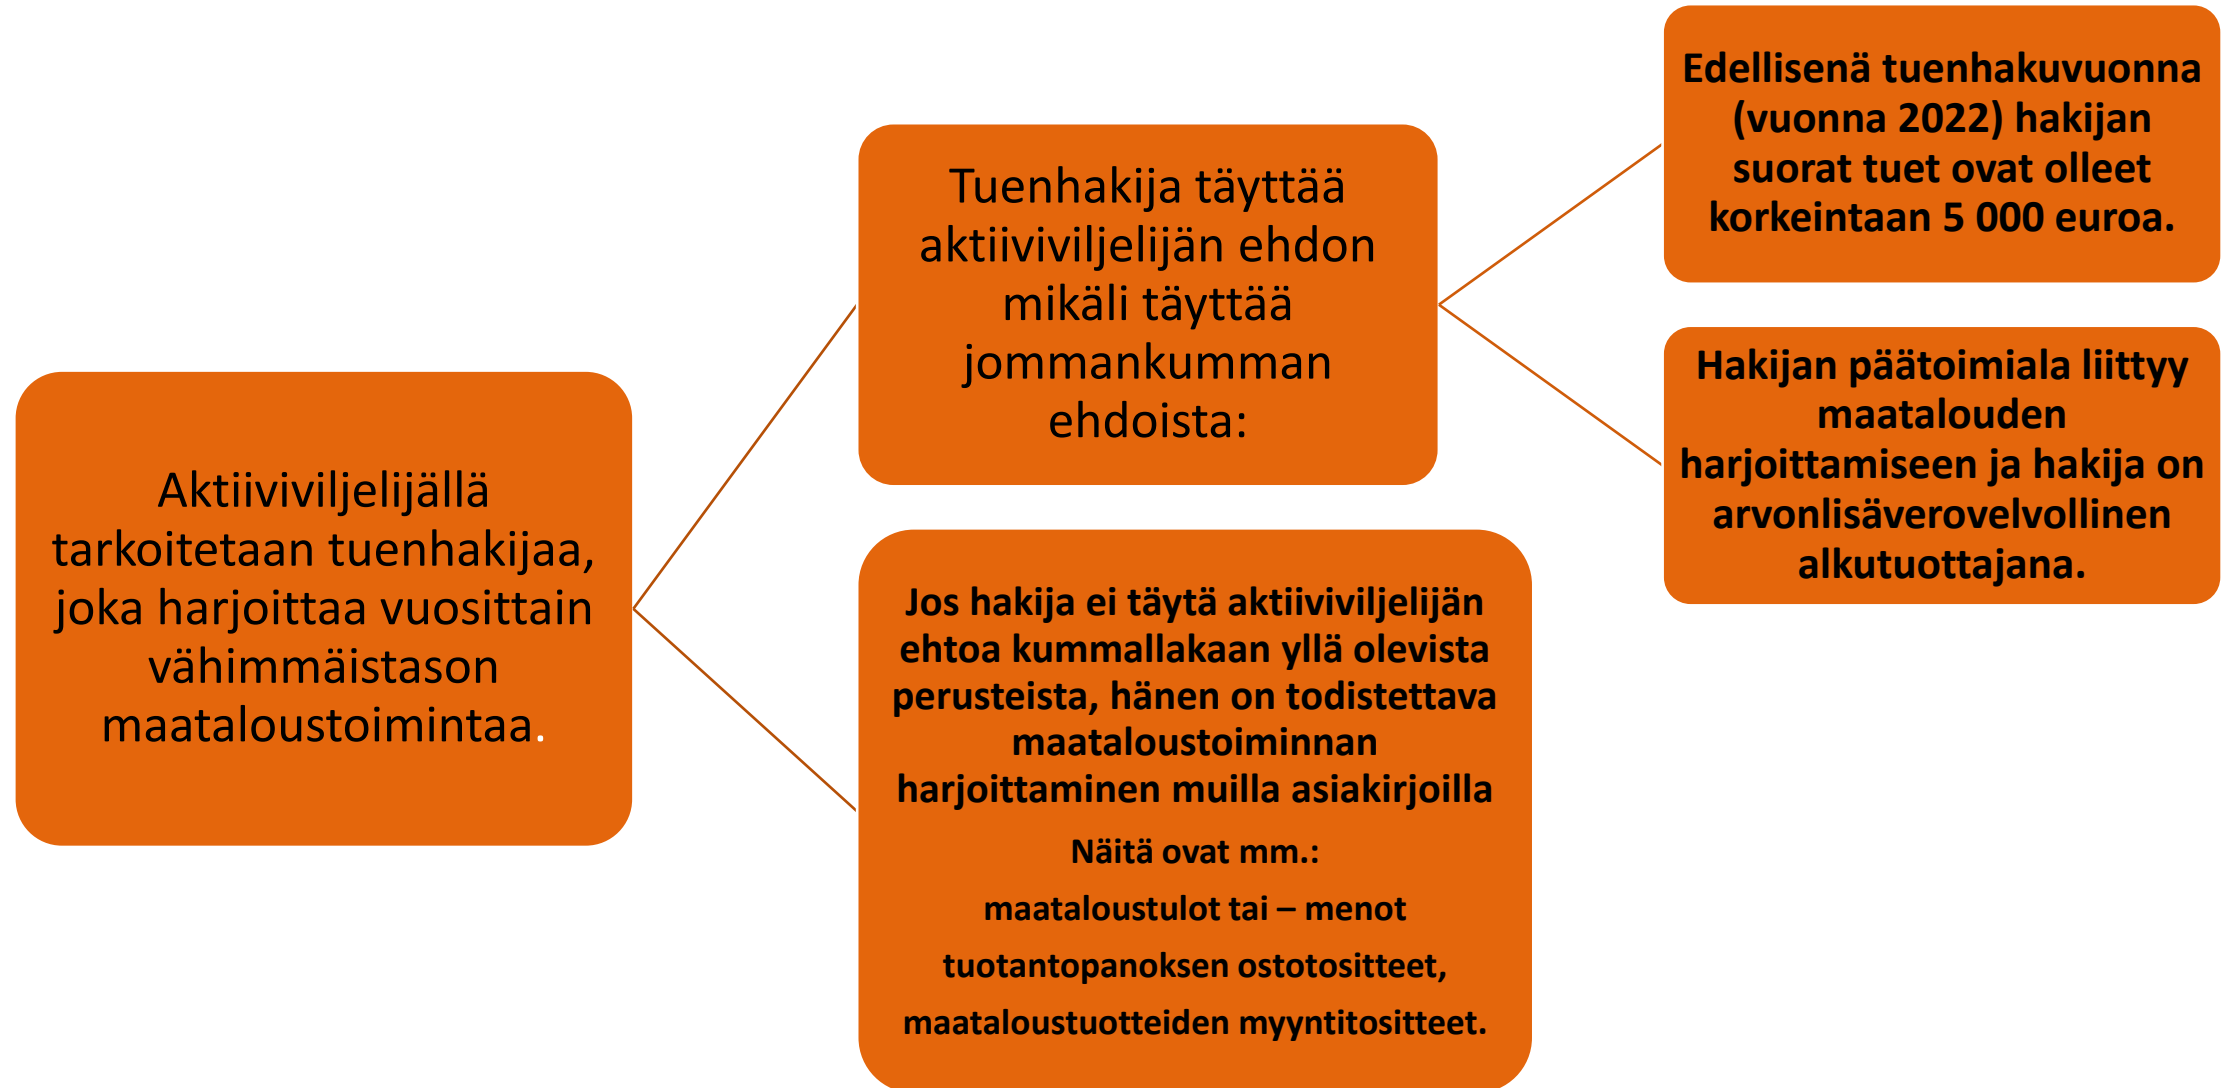 Aktiiviviljelijällä
tarkoitetaan tuenhakijaa,
joka harjoittaa vuosittain
vähimmäistason
maataloustoimintaa.
Tuenhakija täyttää
aktiiviviljelijän ehdon
mikäli täyttää
jommankumman
ehdoista:
Edellisenä tuenhakuvuonna
(vuonna 2022) hakijan
suorat tuet ovat olleet
korkeintaan 5 000 euroa.
Hakijan päätoimiala liittyy
maatalouden
harjoittamiseen ja hakija on
arvonlisäverovelvollinen
alkutuottajana.
Jos hakija ei täytä aktiiviviljelijän
ehtoa kummallakaan yllä olevista
perusteista, hänen on todistettava
maataloustoiminnan
harjoittaminen muilla asiakirjoilla
Näitä ovat mm.:
maataloustulot tai – menot
tuotantopanoksen ostotositteet,
maataloustuotteiden myyntitositteet.